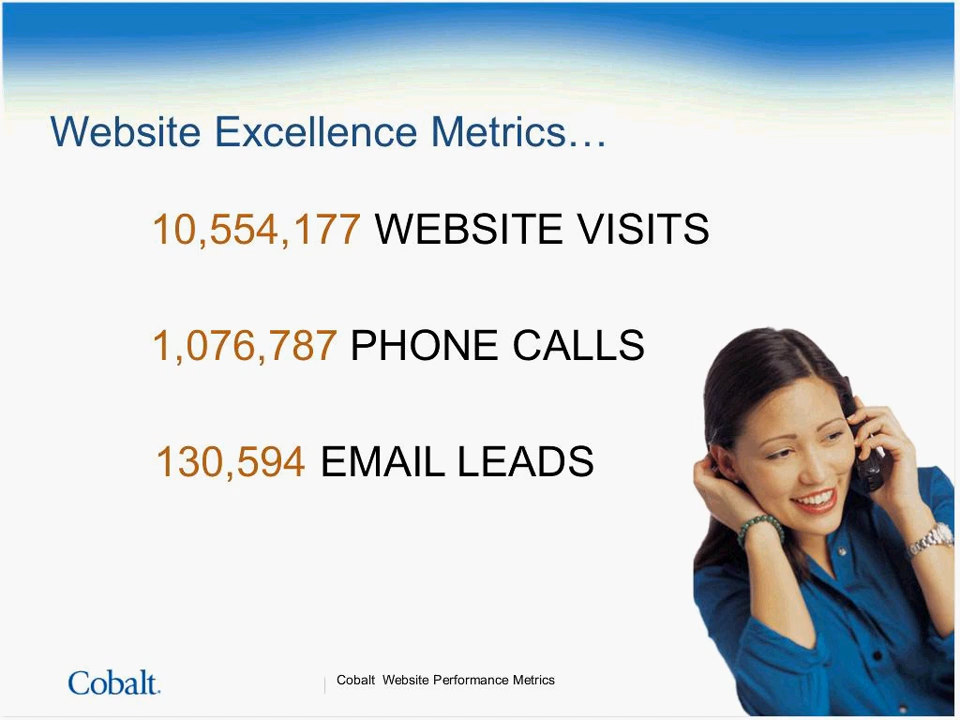 Website Excellence Metrics…
10,554,177 WEBSITE VISITS
1,076,787 PHONE CALLS
130,594 EMAIL LEADS
Cobalt.
Cobalt Website Performance Metrics